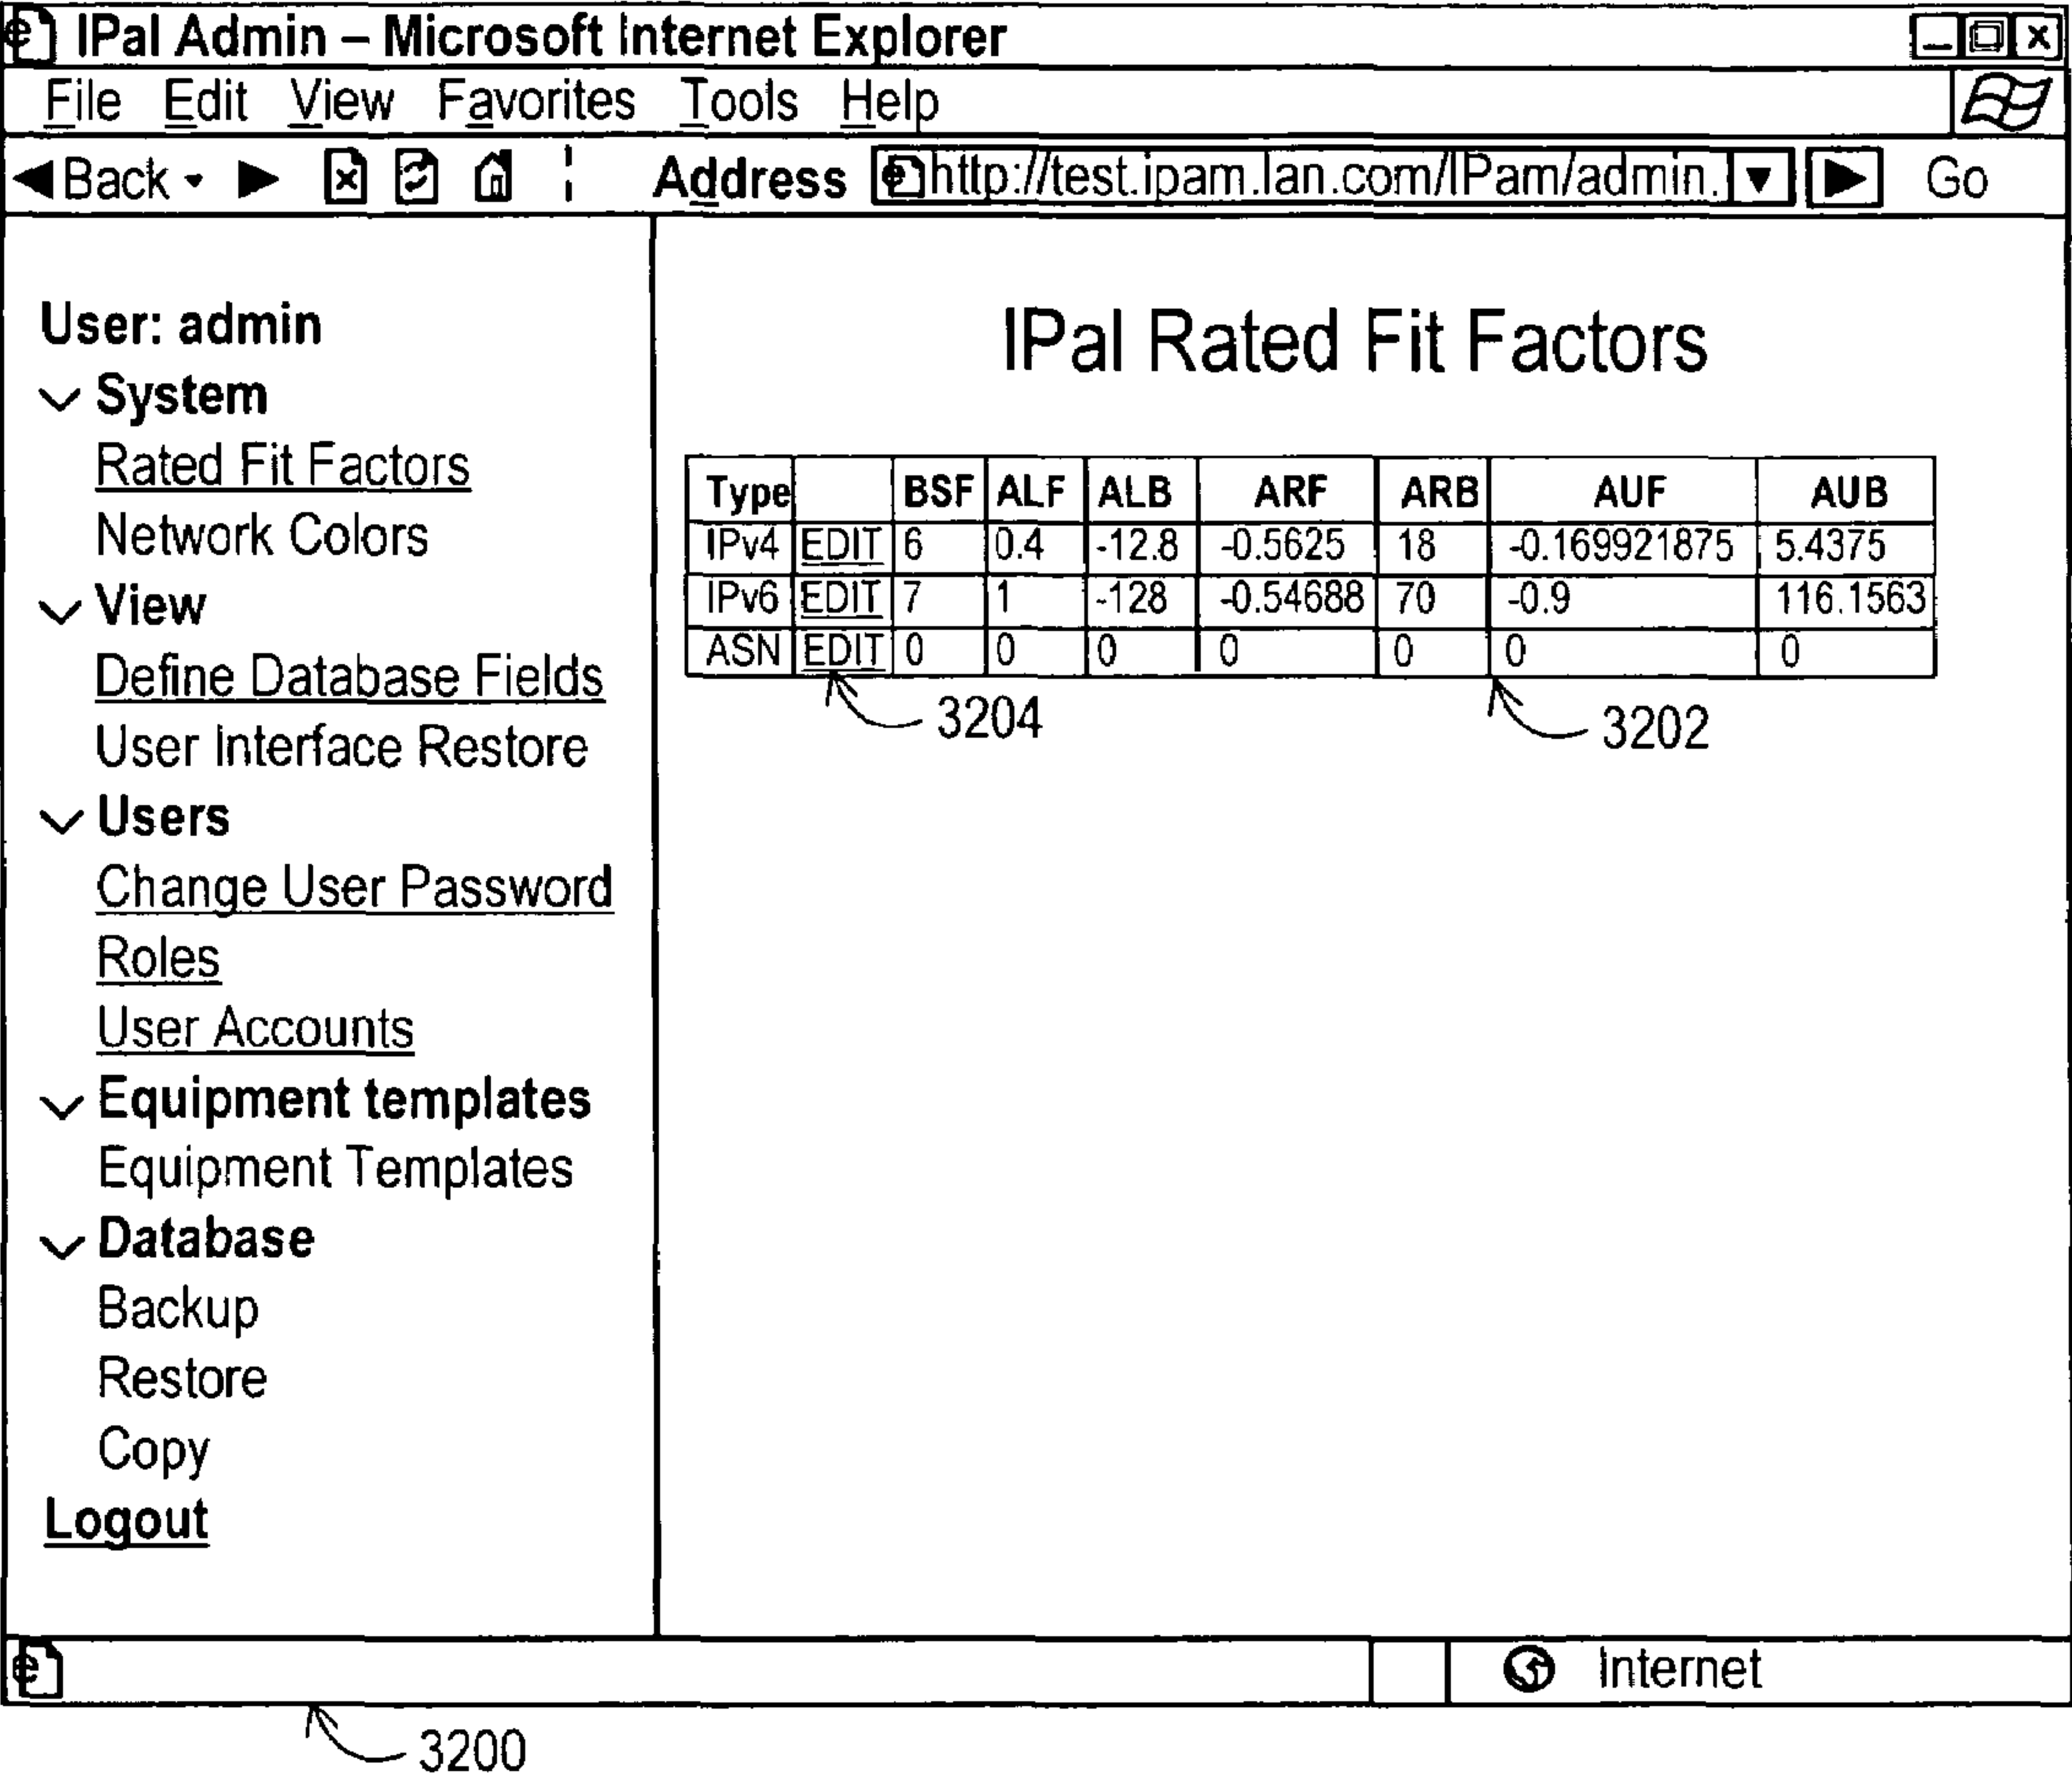 IPal Admin – Microsoft Internet Explorer
File Edit View Favorites Tools Help
Back Address http://test.ipam.lan.com/IPam/admin. Go
User: admin
System
Rated Fit Factors
Network Colors
View
Define Database Fields
User Interface Restore
Users
Change User Password
Roles
User Accounts
Equipment templates
Equipment Templates
Database
Backup
Restore
Copy
Logout
IPal Rated Fit Factors
Type BSF ALF ALB ARF ARB AUF AUB
IPv4 EDIT 6 0.4 -12.8 -0.5625 18 -0.169921875 5.4375
IPv6 EDIT 7 1 -128 -0.54688 70 -0.9 116.1563
ASN EDIT 0 0 0 0 0 0 0
3204
3202
Internet
3200